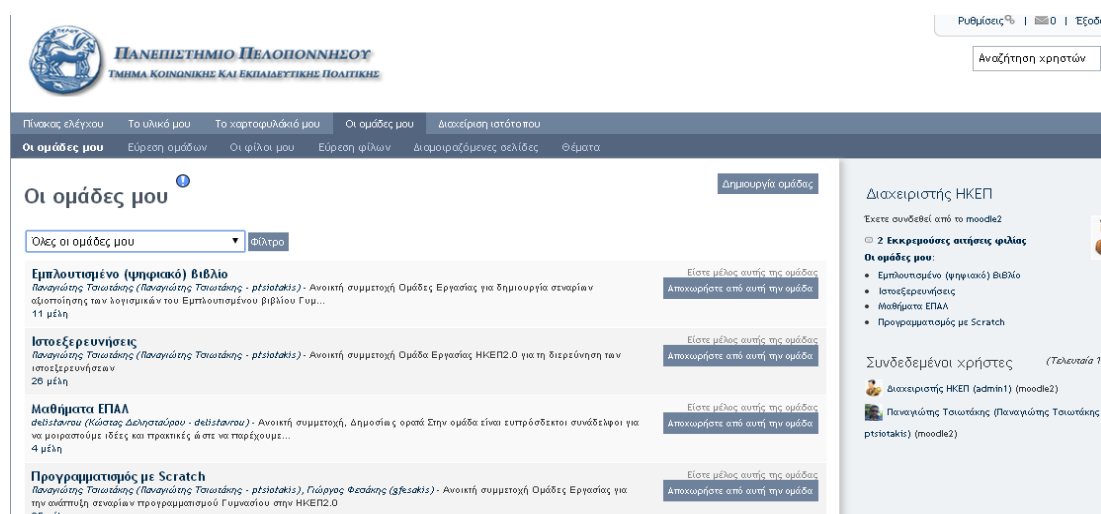 Ρυθμίσεις | 0 | Έξοδ
ΠΑΝΕΠΙΣΤΗΜΙΟ ΠΕΛΟΠΟΝΝΗΣΟΥ
ΤΜΗΜΑ ΚΟΙΝΩΝΙΚΗΣ ΚΑΙ ΕΚΠΑΙΔΕΥΤΙΚΗΣ ΠΟΛΙΤΙΚΗΣ
Αναζήτηση χρηστών
Πίνακας ελέγχου Το υλικό μου Το χαρτοφυλάκιό μου Οι ομάδες μου Διαχείριση ιστότοπου
Οι ομάδες μου Εύρεση ομάδων Οι φίλοι μου Εύρεση φίλων Διαμοιραζόμενες σελίδες Θέματα
Οι ομάδες μου
Δημιουργία ομάδας
Όλες οι ομάδες μου Φίλτρο
Εμπλουτισμένο (ψηφιακό) Βιβλίο
Παναγιώτης Τσιωτάκης (Παναγιώτης Τσιωτάκης - ptsiotakis) - Ανοικτή συμμετοχή Ομάδες Εργασίας για δημιουργία σεναρίων
αξιοποίησης των λογισμικών του Εμπλουτισμένου βιβλίου Γυμ...
11 μέλη
Είστε μέλος αυτής της ομάδας
Αποχωρήστε από αυτή την ομάδα
Ιστοεξερευνήσεις
Παναγιώτης Τσιωτάκης (Παναγιώτης Τσιωτάκης - ptsiotakis) - Ανοικτή συμμετοχή Ομάδα Εργασίας ΗΚΕΠ2.0 για τη διερεύνηση των
ιστοεξερευνήσεων
26 μέλη
Είστε μέλος αυτής της ομάδας
Αποχωρήστε από αυτή την ομάδα
Μαθήματα ΕΠΑΛ
delistavrou (Κώστας Δεληστaύρου - delistavrou) - Ανοικτή συμμετοχή, Δημοσίως ορατά Στην ομάδα είναι ευπρόσδεκτοι συνάδελφοι για
να μοιραστούμε ιδέες και πρακτικές ώστε να παρέχουμε...
4 μέλη
Είστε μέλος αυτής της ομάδας
Αποχωρήστε από αυτή την ομάδα
Προγραμματισμός με Scratch
Παναγιώτης Τσιωτάκης (Παναγιώτης Τσιωτάκης - ptsiotakis), Γιώργος Φεσάκης (gfesakis) - Ανοικτή συμμετοχή Ομάδες Εργασίας για
την ανάπτυξη σεναρίων προγραμματισμού Γυμνασίου στην ΗΚΕΠ2.0
Είστε μέλος αυτής της ομάδας
Αποχωρήστε από αυτή την ομάδα
Διαχειριστής ΗΚΕΠ
Έχετε συνδεθεί από το moodle2
2 Εκκρεμούσες αιτήσεις φιλίας
Οι ομάδες μου:
Εμπλουτισμένο (ψηφιακό) Βιβλίο
Ιστοεξερευνήσεις
Μαθήματα ΕΠΑΛ
Προγραμματισμός με Scratch
Συνδεδεμένοι χρήστες (Τελευταία 1
Διαχειριστής ΗΚΕΠ (admin1) (moodle2)
Παναγιώτης Τσιωτάκης (Παναγιώτης Τσιωτάκης
ptsiotakis) (moodle2)